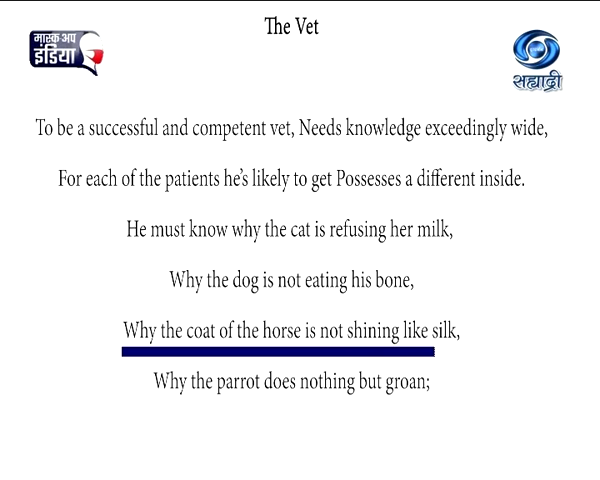 The Vet
मास्क अप
इंडिया
सह्याद्री
To be a successful and competent vet, Needs knowledge exceedingly wide,
For each of the patients he's likely to get Possesses a different inside.
He must know why the cat is refusing her milk,
Why the dog is not eating his bone,
Why the coat of the horse is not shining like silk,
Why the parrot does nothing but groan;